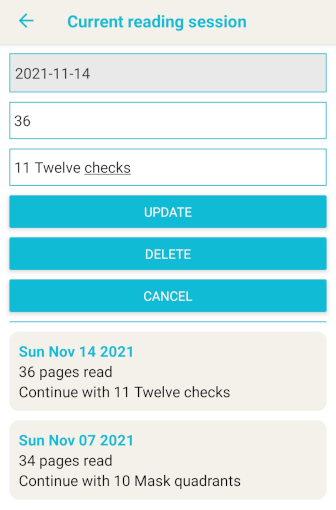 Current reading session
2021-11-14
36
11 Twelve checks
UPDATE
DELETE
CANCEL
Sun Nov 14 2021
36 pages read
Continue with 11 Twelve checks
Sun Nov 07 2021
34 pages read
Continue with 10 Mask quadrants